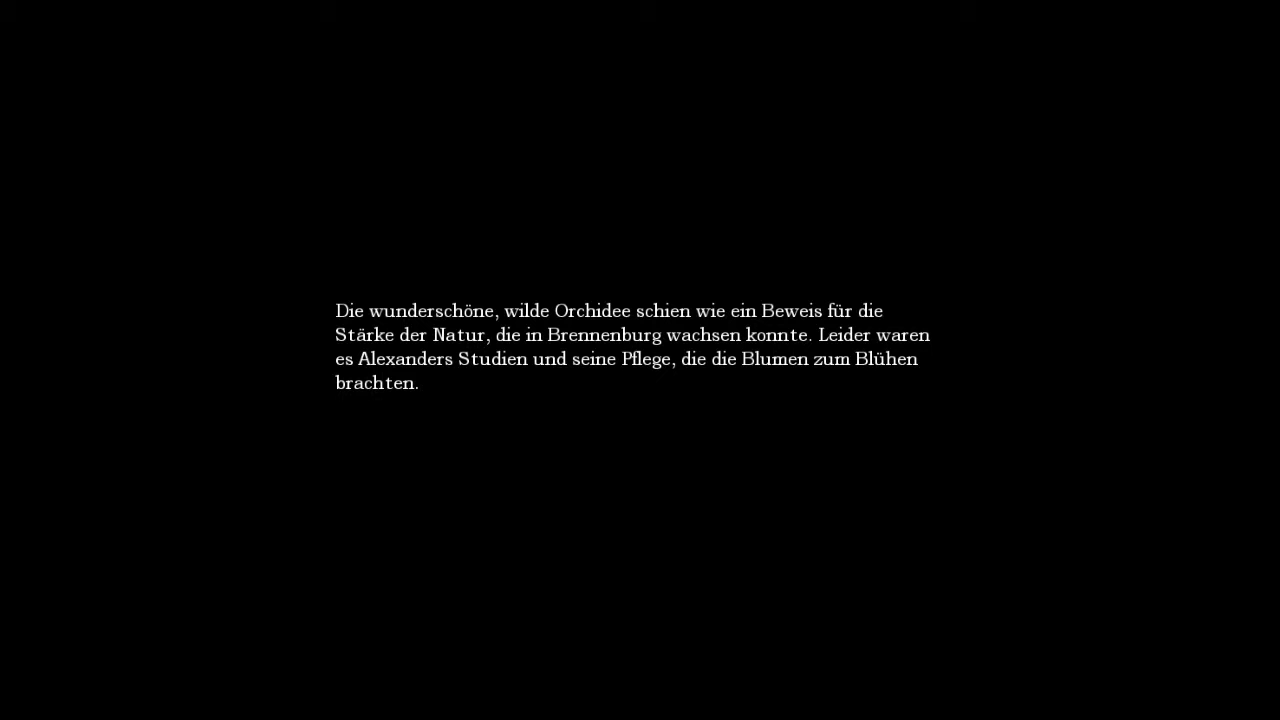 Die wunderschöne, wilde Orchidee schien wie ein Beweis für die
Stärke der Natur, die in Brennenburg wachsen konnte. Leider waren
es Alexanders Studien und seine Pflege, die die Blumen zum Blühen
brachten.